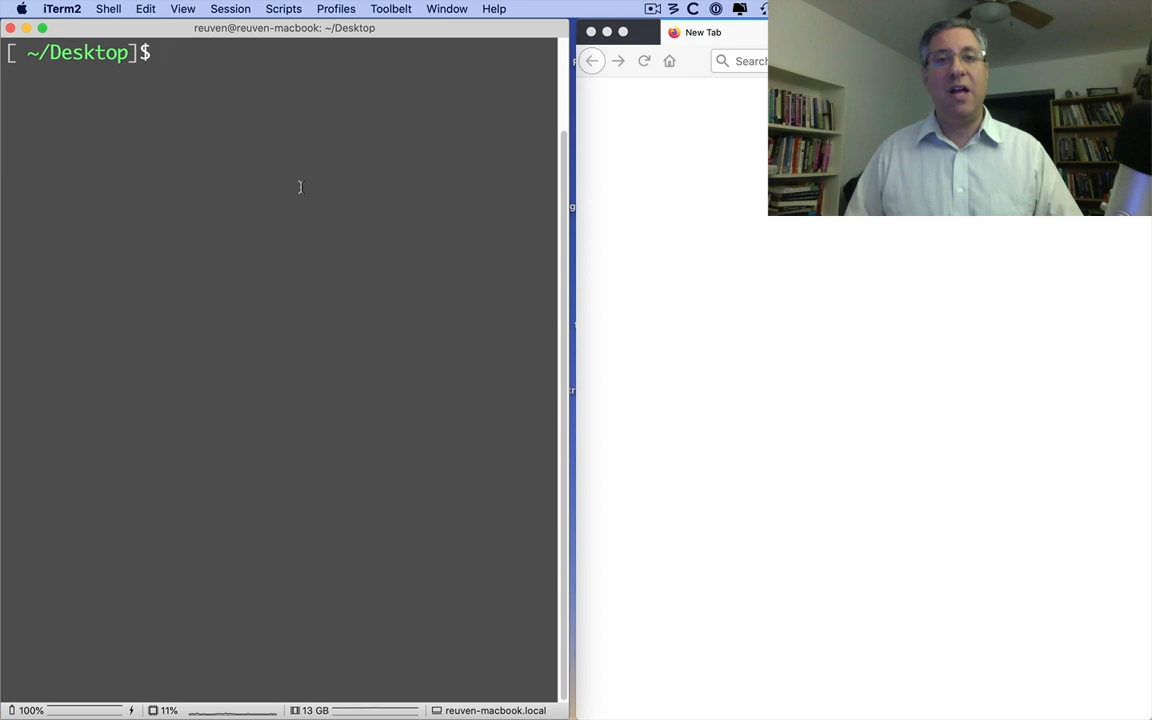 iTerm2 Shell Edit View Session Scripts Profiles Toolbelt Window Help
reuven@reuven-macbook: ~/Desktop
New Tab
[ ~/Desktop]$
Search
100% 11% 13 GB reuven-macbook.local